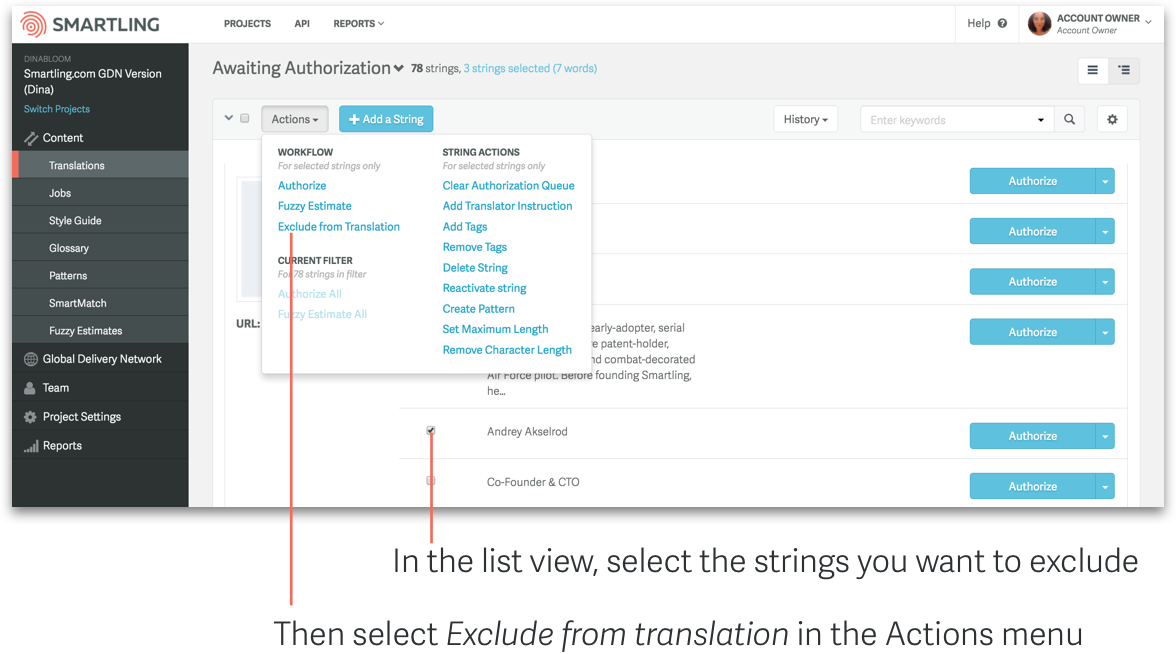 SMARTLING
PROJECTS API REPORTS
Help
ACCOUNT OWNER
Account Owner
DINABLOOM
Smartling.com GDN Version
(Dina)
Switch Projects
Content
Translations
Jobs
Style Guide
Glossary
Patterns
SmartMatch
Fuzzy Estimates
Global Delivery Network
Team
Project Settings
Reports
Awaiting Authorization 78 strings, 3 strings selected (7 words)
Actions + Add a String History Enter keywords
WORKFLOW
For selected strings only
Authorize
Fuzzy Estimate
Exclude from Translation
CURRENT FILTER
For 78 strings in filter
Authorize All
Fuzzy Estimate All
STRING ACTIONS
For selected strings only
Clear Authorization Queue
Add Translator Instruction
Add Tags
Remove Tags
Delete String
Reactivate string
Create Pattern
Set Maximum Length
Remove Character Length
URL:
Authorize
Authorize
Authorize
early-adopter, serial
patent-holder,
combat-decorated
Air Force pilot. Before founding Smartling,
he...
Authorize
Andrey Akselrod
Authorize
Co-Founder & CTO
Authorize
In the list view, select the strings you want to exclude
Then select Exclude from translation in the Actions menu